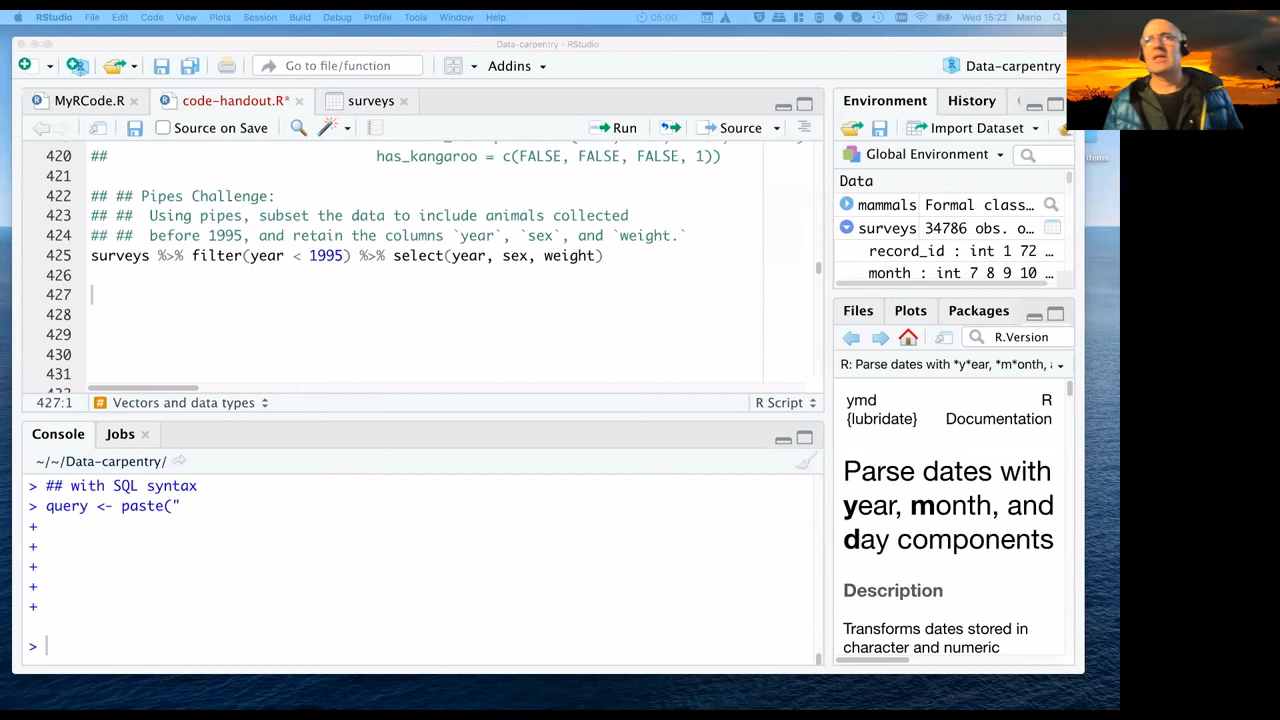 RStudio File Edit Code View Plots Session Build Debug Profile Tools Window Help 05:00 14 Wed 15:22 Mario
Data-carpentry - RStudio
Go to file/function Addins Data-carpentry
MyRCode.R code-handout.R* surveys
Source on Save Run Source
420 ## has_kangaroo = c(FALSE, FALSE, FALSE, 1))
421
422 ## ## Pipes Challenge:
423 ## ## Using pipes, subset the data to include animals collected
424 ## ## before 1995, and retain the columns `year`, `sex`, and `weight.`
425 surveys %>% filter(year < 1995) %>% select(year, sex, weight)
426
427
428
429
430
431
427:1 # Vectors and data types R Script
Console Jobs
~/~/Data-carpentry/
> ## with SQL syntax
> query <- paste("
+
+
+
+
+
>
Environment History
Import Dataset
Global Environment
Data
mammals Formal class…
surveys 34786 obs. o…
record_id : int 1 72 …
month : int 7 8 9 10 …
Files Plots Packages
R.Version
R: Parse dates with *y*ear, *m*onth,
ymd R
{lubridate} Documentation
Parse dates with
year, month, and
day components
Description
Transforms dates stored in
character and numeric
items